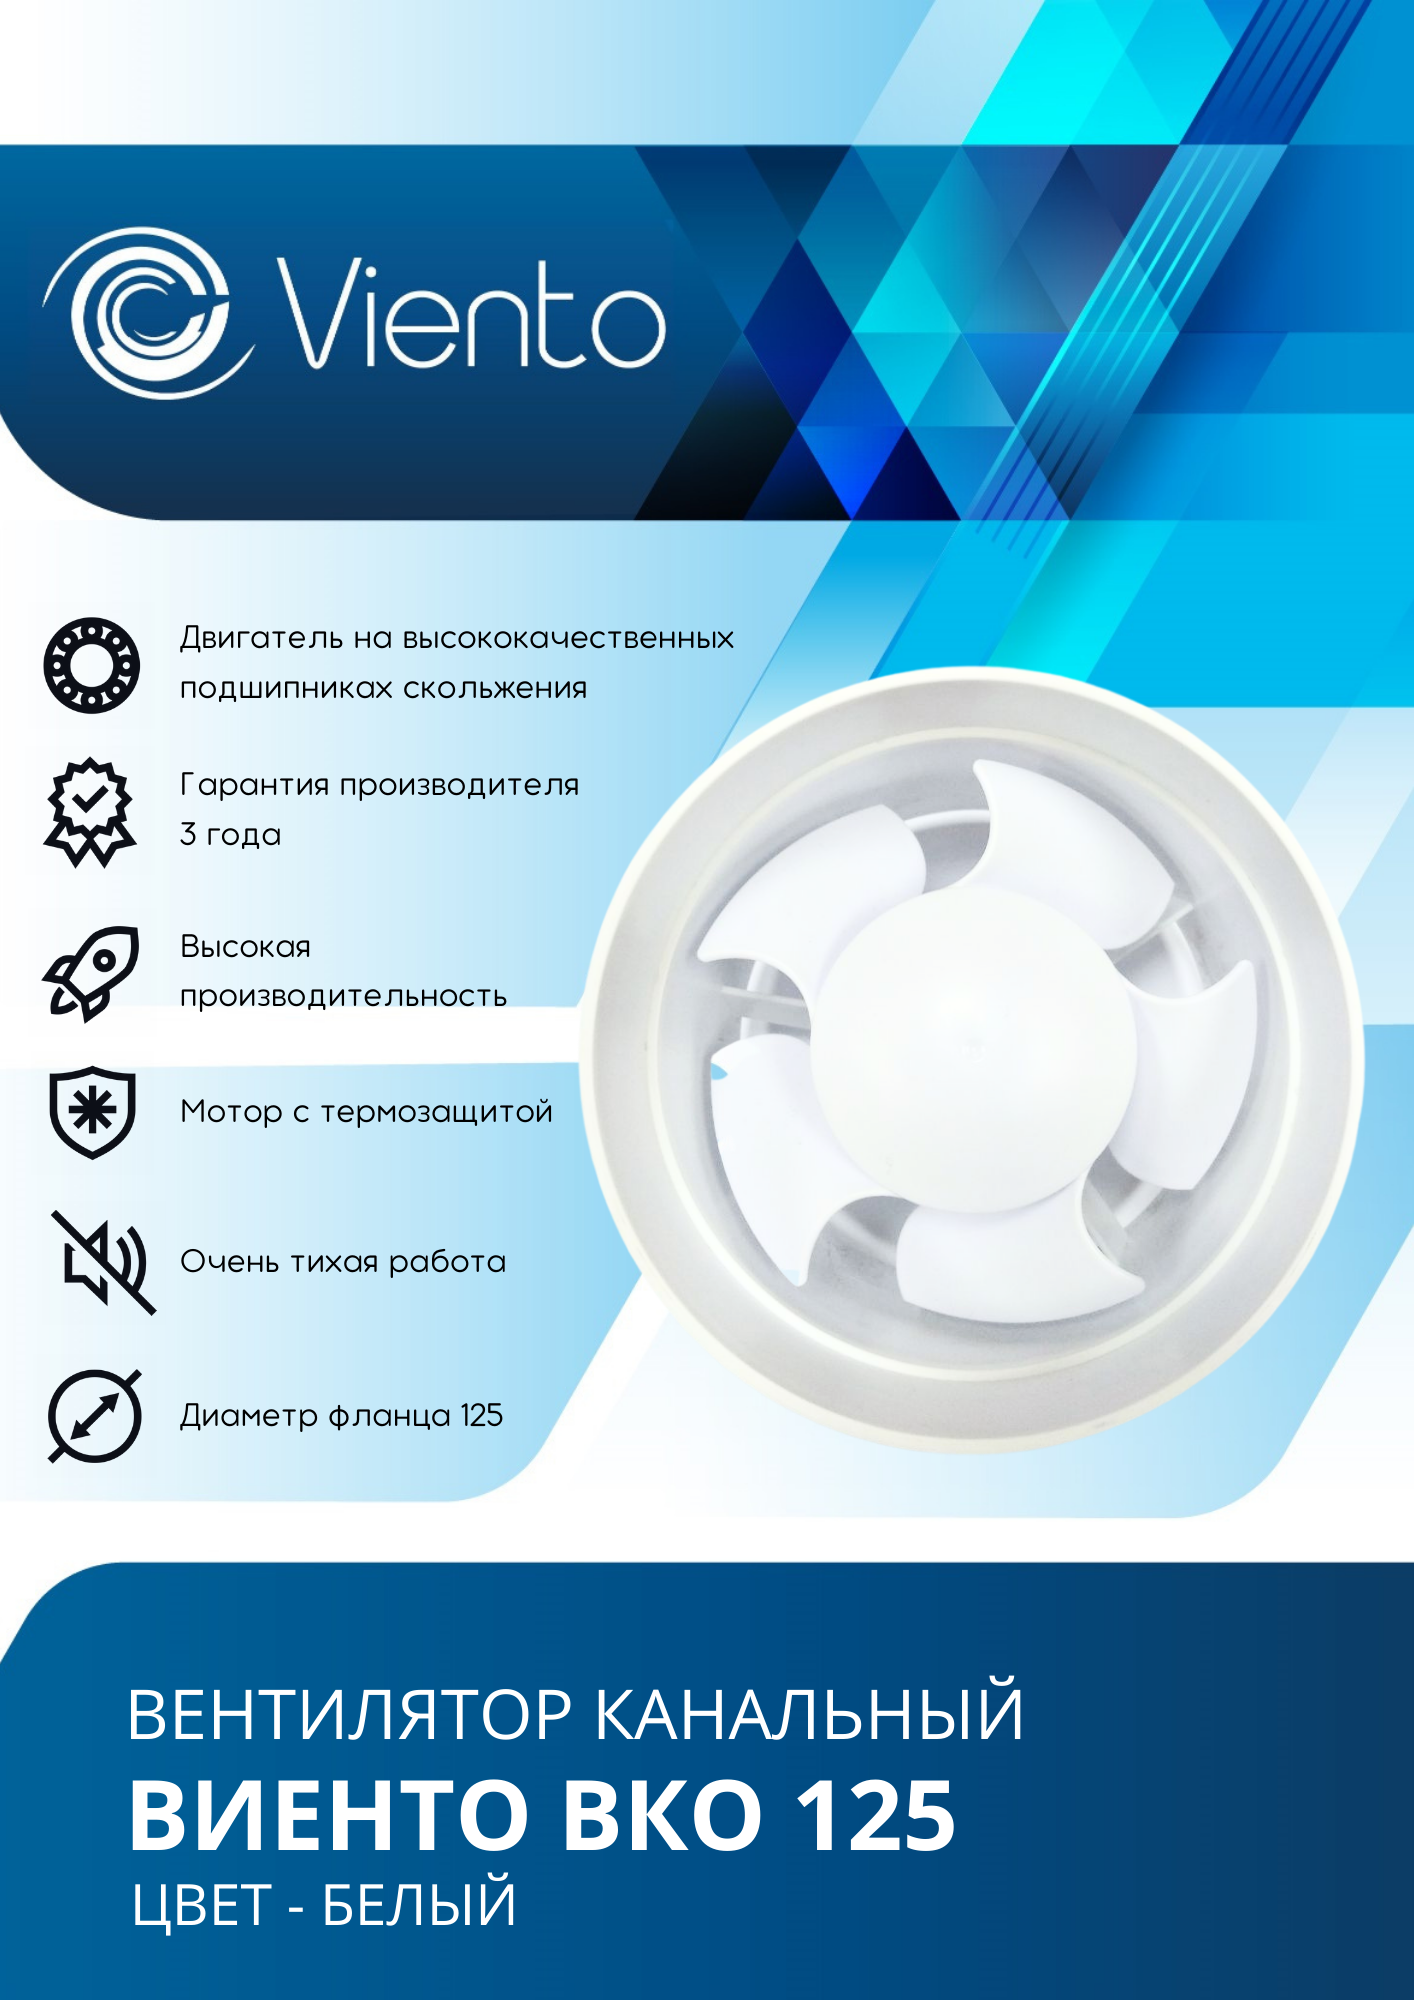 Viento
Двигатель на высококачественных
подшипниках скольжения
Гарантия производителя
3 года
Высокая
производительность
Мотор с термозащитой
Очень тихая работа
Диаметр фланца 125
ВЕНТИЛЯТОР КАНАЛЬНЫЙ
ВИЕНТО ВКО 125
ЦВЕТ - БЕЛЫЙ